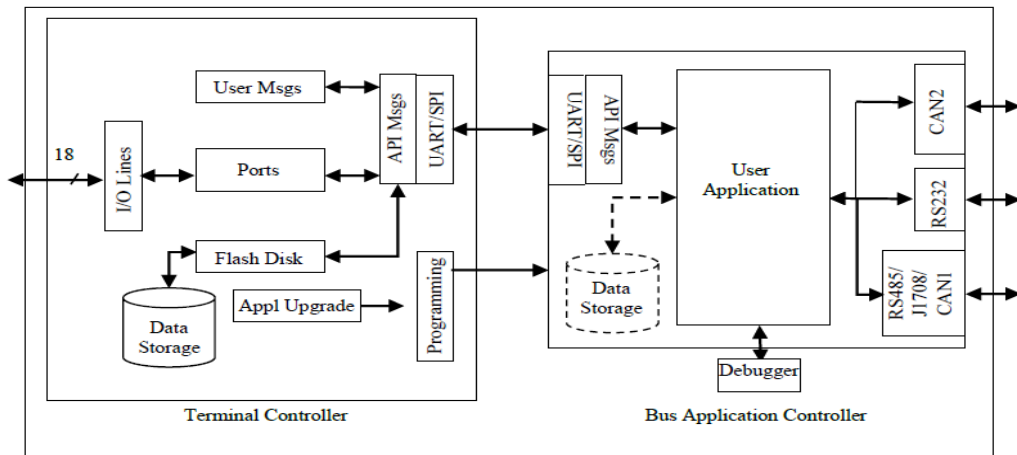 User Msgs
18
I/O Lines
Ports
API Msgs
UART/SPI
Flash Disk
Data
Storage
Appl Upgrade
Programming
Terminal Controller
UART/SPI
API Msgs
User
Application
Data
Storage
CAN2
RS232
RS485/
J1708/
CAN1
Debugger
Bus Application Controller